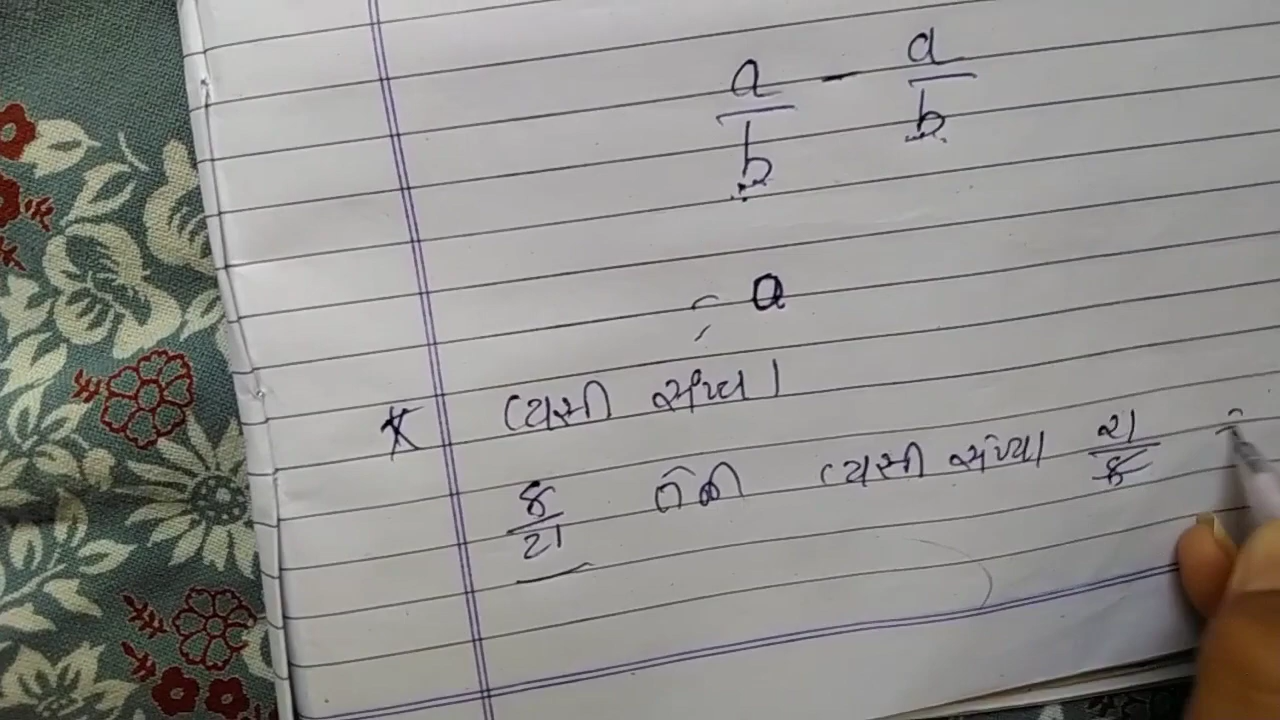 a/b - a/b
= a
* વ્યસ્ત સંખ્યા
8/21 તેની વ્યસ્ત સંખ્યા 21/8